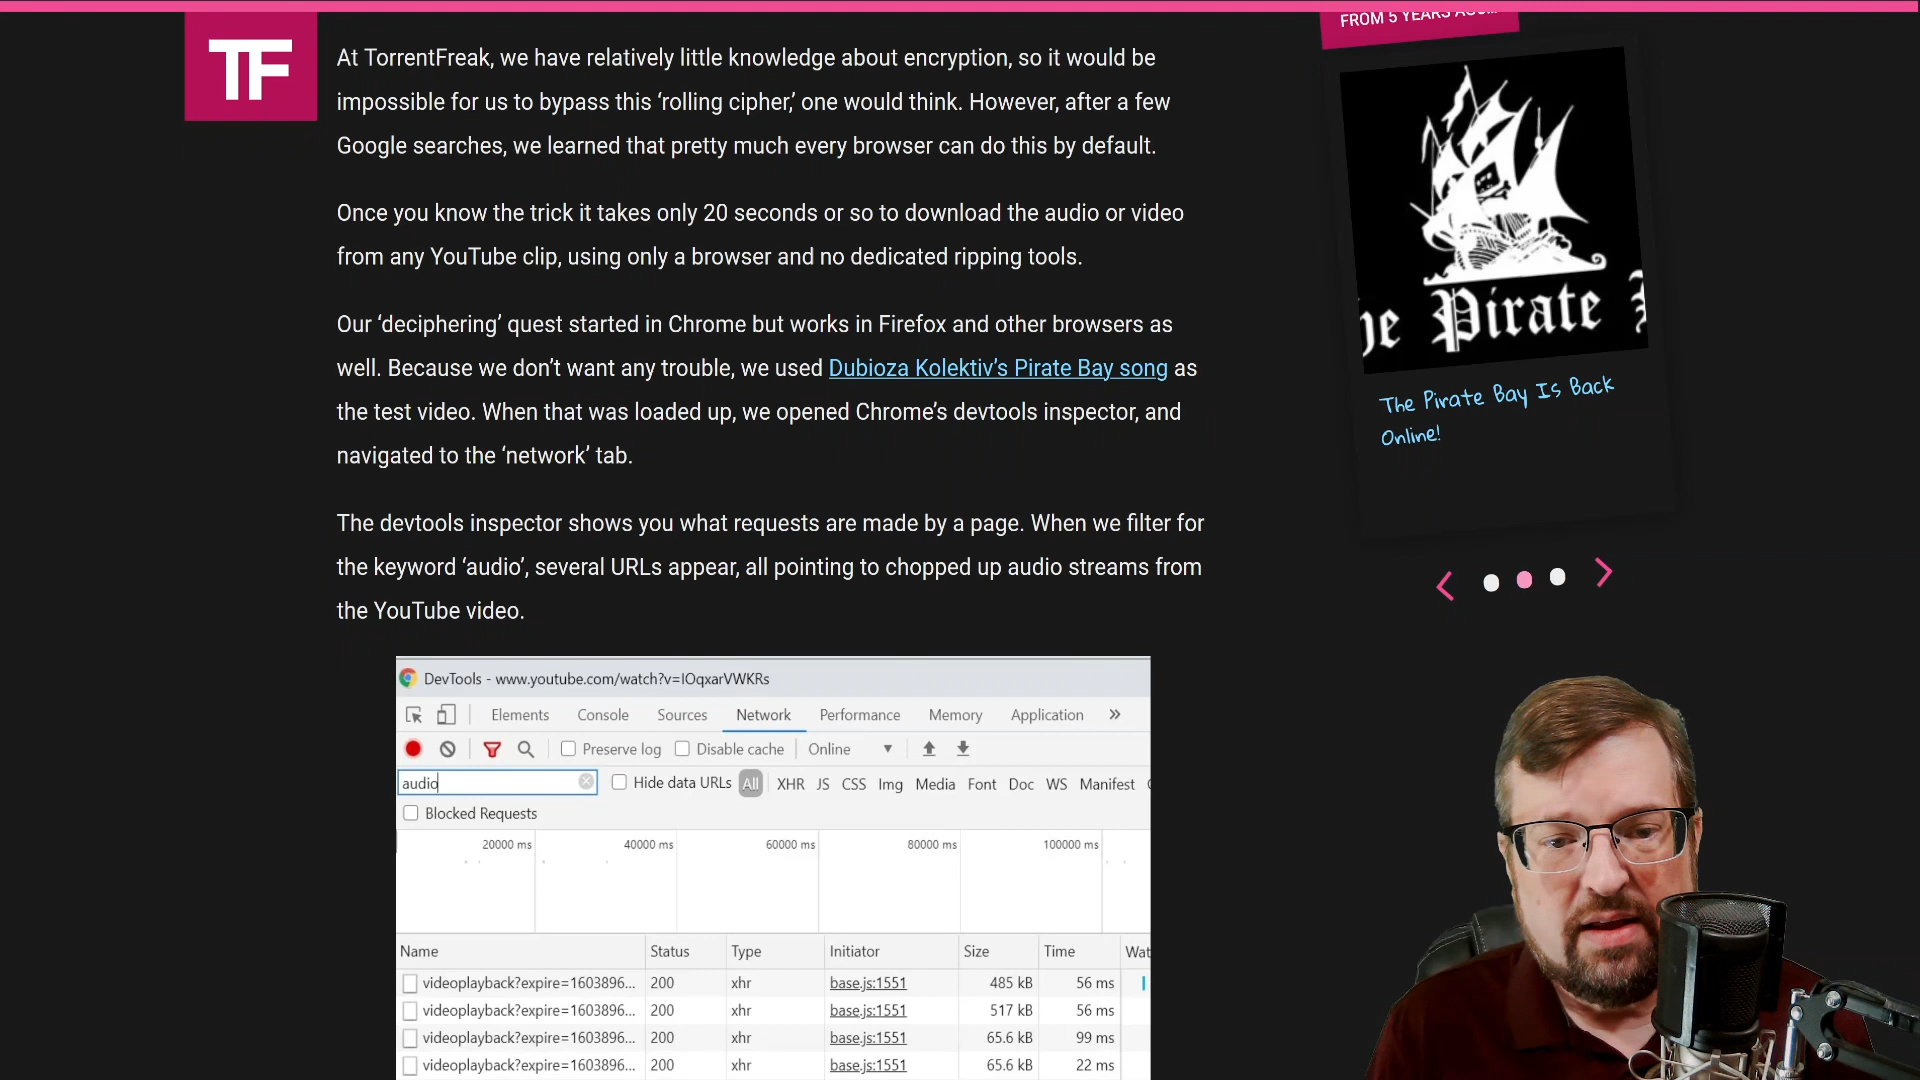 FROM 5 YEARS AGO...
TF
At TorrentFreak, we have relatively little knowledge about encryption, so it would be
impossible for us to bypass this ‘rolling cipher,’ one would think. However, after a few
Google searches, we learned that pretty much every browser can do this by default.
Once you know the trick it takes only 20 seconds or so to download the audio or video
from any YouTube clip, using only a browser and no dedicated ripping tools.
Our ‘deciphering’ quest started in Chrome but works in Firefox and other browsers as
well. Because we don’t want any trouble, we used Dubioza Kolektiv’s Pirate Bay song as
the test video. When that was loaded up, we opened Chrome’s devtools inspector, and
navigated to the ‘network’ tab.
The devtools inspector shows you what requests are made by a page. When we filter for
the keyword ‘audio’, several URLs appear, all pointing to chopped up audio streams from
the YouTube video.
he Pirate
The Pirate Bay Is Back
Online!
DevTools - www.youtube.com/watch?v=IOqxarVWKRs
Elements Console Sources Network Performance Memory Application »
Preserve log Disable cache Online
audio Hide data URLs All XHR JS CSS Img Media Font Doc WS Manifest
Blocked Requests
20000 ms 40000 ms 60000 ms 80000 ms 100000 ms
Name Status Type Initiator Size Time Wat
videoplayback?expire=1603896... 200 xhr base.js:1551 485 kB 56 ms
videoplayback?expire=1603896... 200 xhr base.js:1551 517 kB 56 ms
videoplayback?expire=1603896... 200 xhr base.js:1551 65.6 kB 99 ms
videoplayback?expire=1603896... 200 xhr base.js:1551 65.6 kB 22 ms